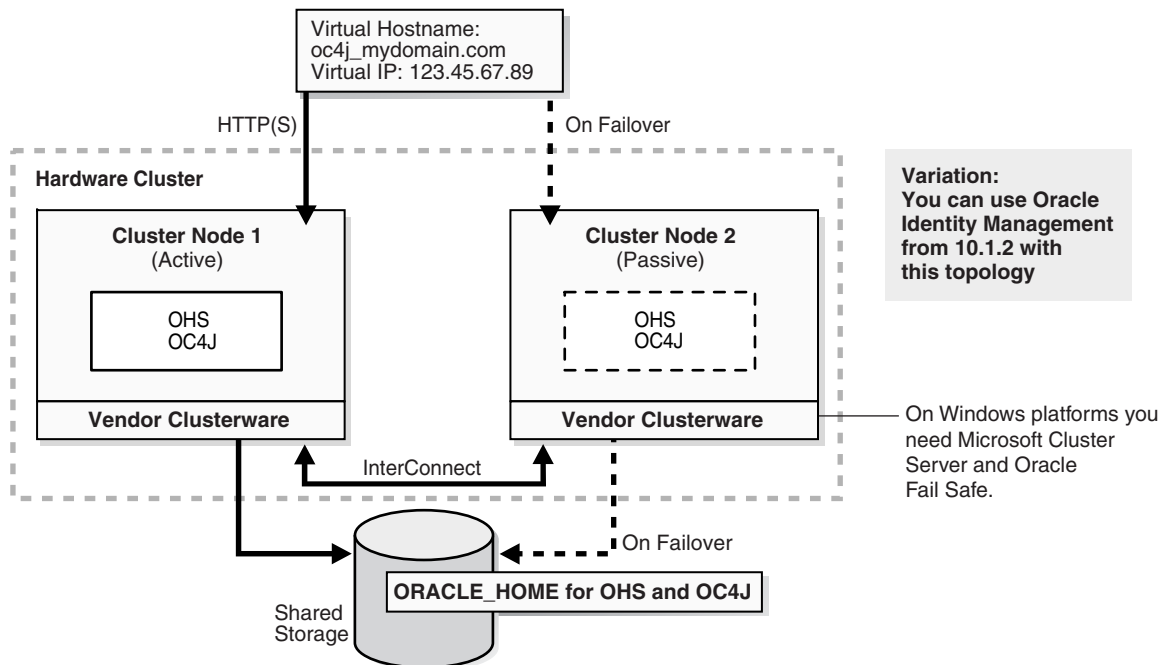 Virtual Hostname:
oc4j_mydomain.com
Virtual IP: 123.45.67.89
HTTP(S)
On Failover
Hardware Cluster
Cluster Node 1
(Active)
OHS
OC4J
Vendor Clusterware
Cluster Node 2
(Passive)
OHS
OC4J
Vendor Clusterware
Variation:
You can use Oracle
Identity Management
from 10.1.2 with
this topology
On Windows platforms you
need Microsoft Cluster
Server and Oracle
Fail Safe.
InterConnect
On Failover
ORACLE_HOME for OHS and OC4J
Shared
Storage